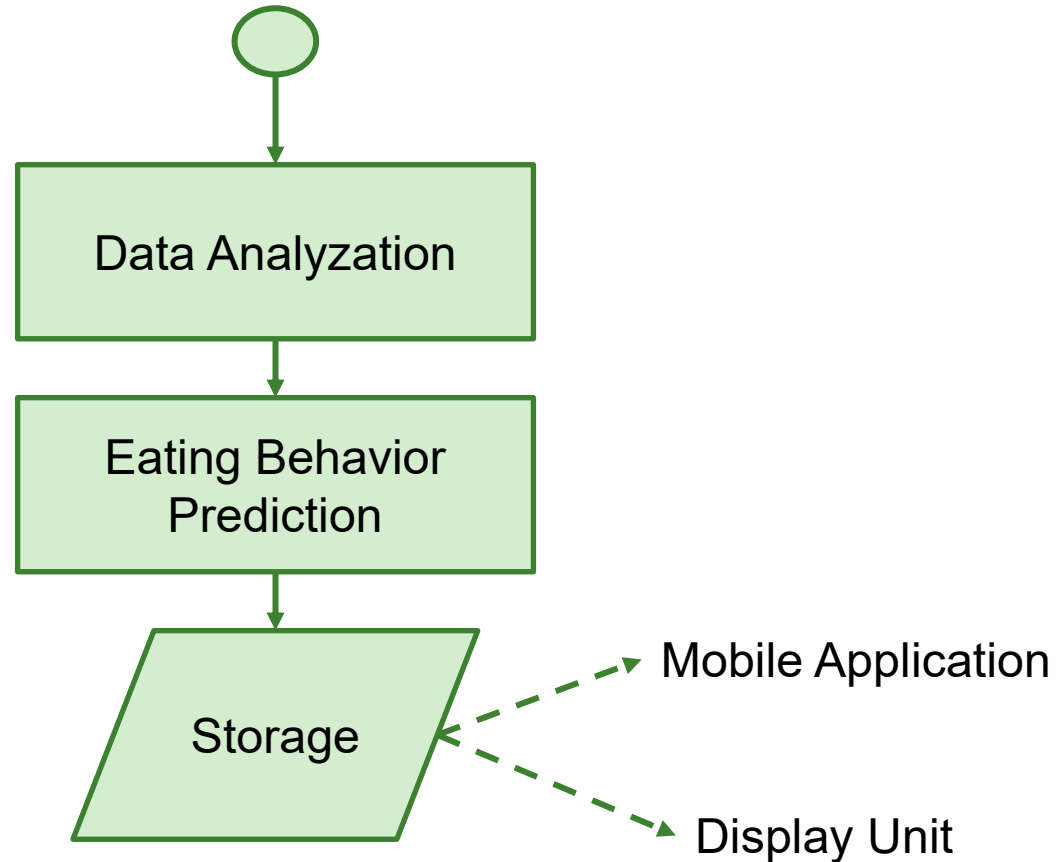 Data Analyzation
Eating Behavior
Prediction
Storage
Mobile Application
Display Unit